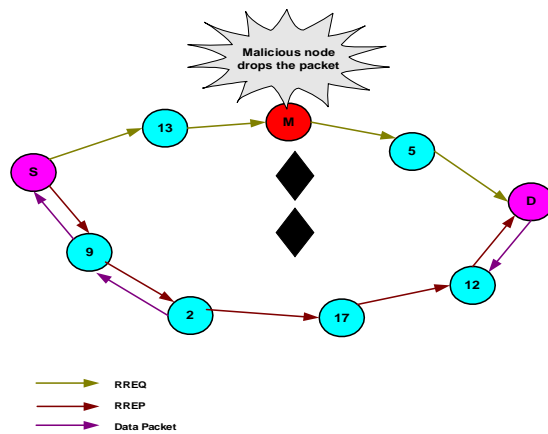 Malicious node
drops the packet
13
M
5
S
D
9
12
2
17
RREQ
RREP
Data Packet